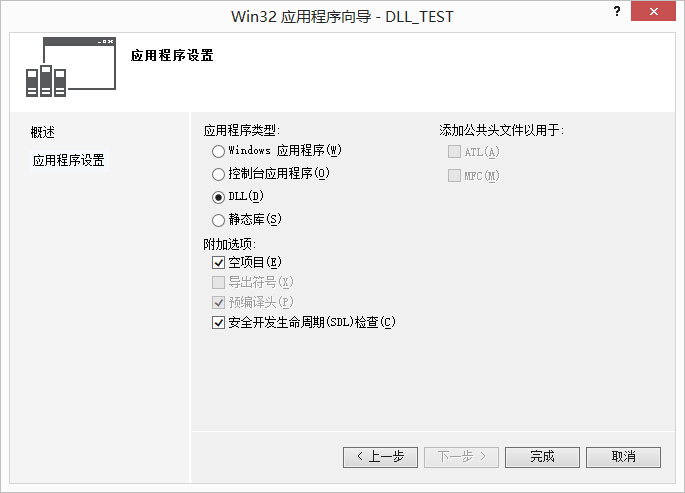 Win32 应用程序向导 - DLL_TEST
?
应用程序设置
概述
应用程序设置
应用程序类型:
Windows 应用程序(W)
控制台应用程序(O)
DLL(D)
静态库(S)
附加选项:
空项目(E)
导出符号(X)
预编译头(P)
安全开发生命周期(SDL)检查(C)
添加公共头文件以用于:
ATL(A)
MFC(M)
< 上一步
下一步 >
完成
取消